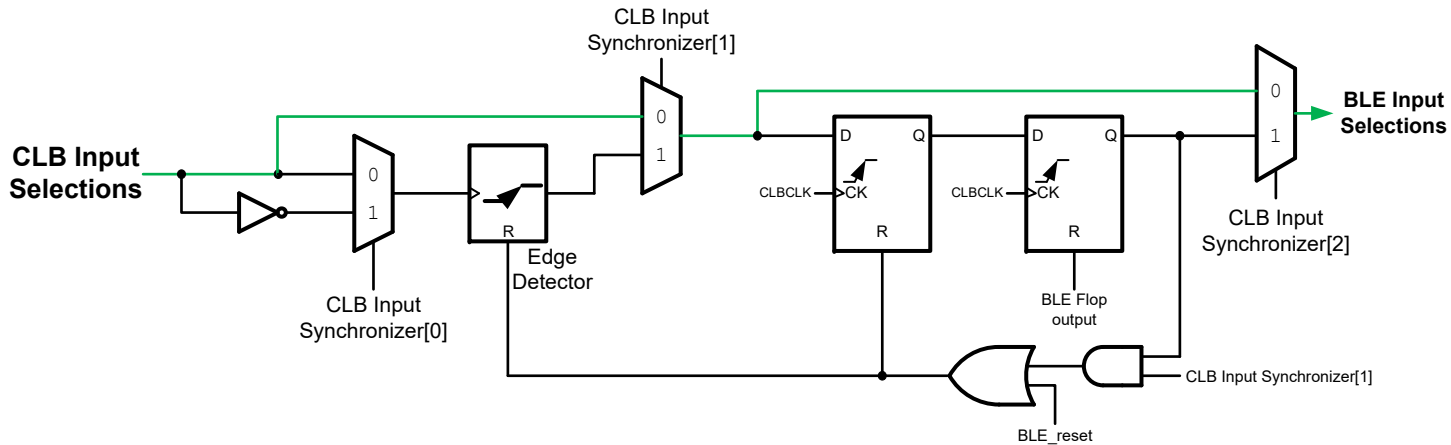 CLB Input
Synchronizer[1]
CLB Input
Selections
0
1
R
Edge
Detector
CLB Input
Synchronizer[0]
0
1
D
Q
CLBCLK
CK
R
D
Q
CLBCLK
CK
R
BLE Flop
output
0
1
BLE Input
Selections
CLB Input
Synchronizer[2]
CLB Input Synchronizer[1]
BLE_reset